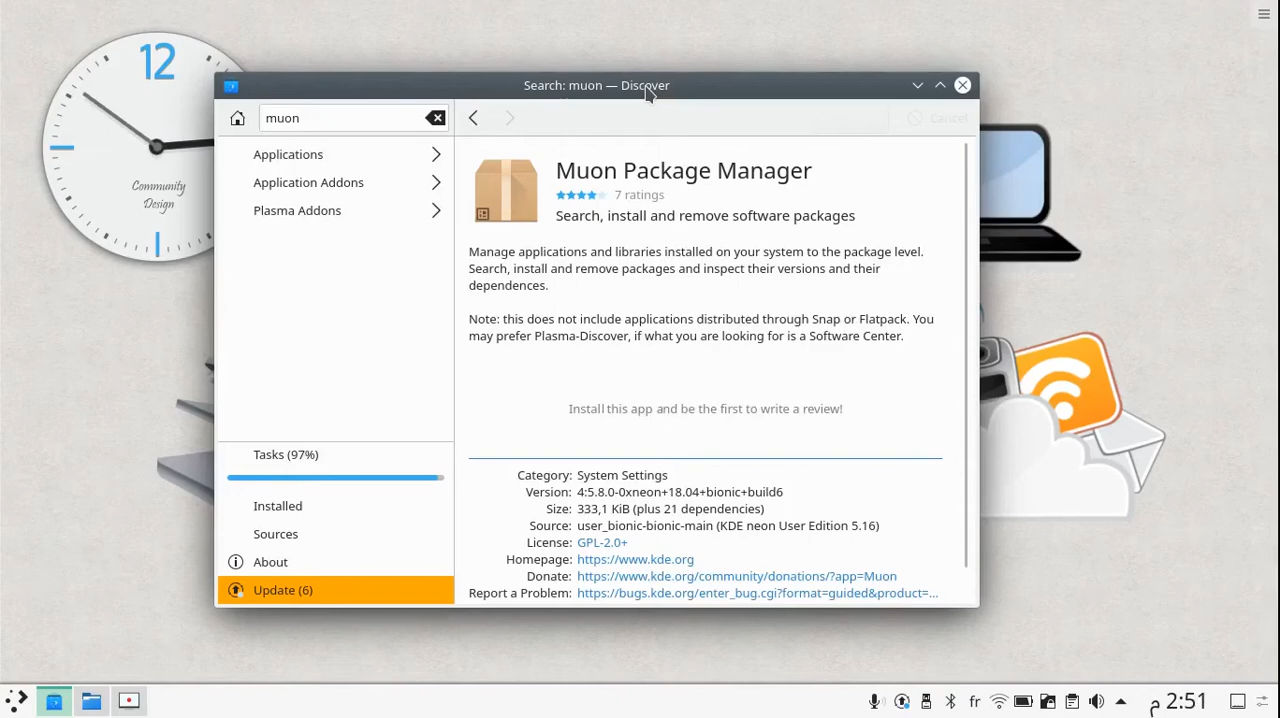 12
Community
Design
Search: muon — Discover
muon
Cancel
Applications
Application Addons
Plasma Addons
Muon Package Manager
7 ratings
Search, install and remove software packages
Manage applications and libraries installed on your system to the package level.
Search, install and remove packages and inspect their versions and their
dependences.
Note: this does not include applications distributed through Snap or Flatpack. You
may prefer Plasma-Discover, if what you are looking for is a Software Center.
Install this app and be the first to write a review!
Tasks (97%)
Installed
Sources
About
Update (6)
Category: System Settings
Version: 4:5.8.0-0xneon+18.04+bionic+build6
Size: 333,1 KiB (plus 21 dependencies)
Source: user_bionic-bionic-main (KDE neon User Edition 5.16)
License: GPL-2.0+
Homepage: https://www.kde.org
Donate: https://www.kde.org/community/donations/?app=Muon
Report a Problem: https://bugs.kde.org/enter_bug.cgi?format=guided&product=...
fr
2:51 م